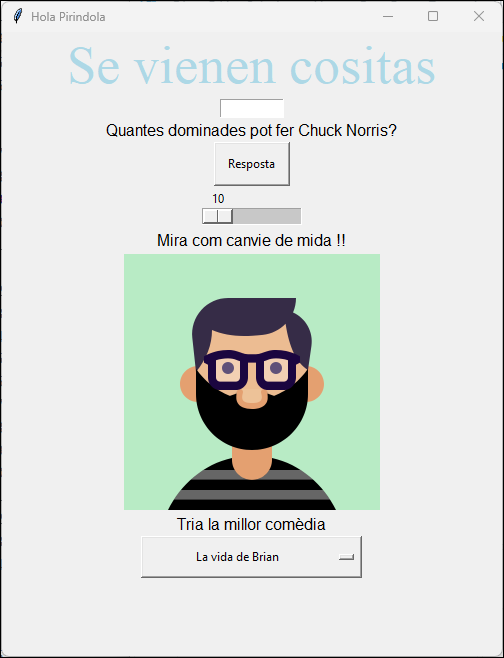 Hola Pirindola
Se vienen cositas
Quantes dominades pot fer Chuck Norris?
Resposta
10
Mira com canvie de mida !!
Tria la millor comèdia
La vida de Brian